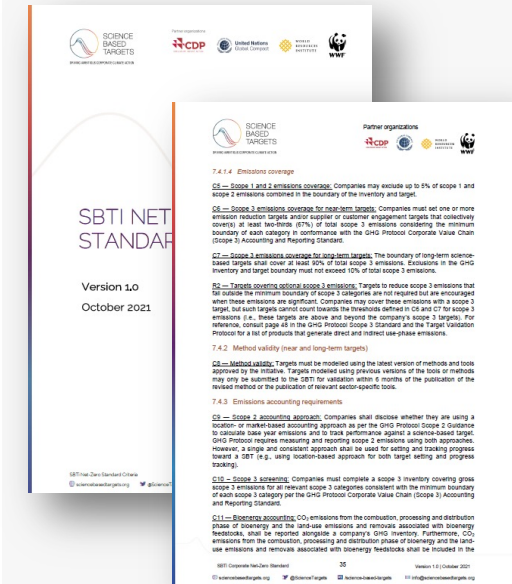 SCIENCE
BASED
TARGETS
DRIVING AMBITIOUS CORPORATE CLIMATE ACTION
Partner organizations
CDP
United Nations
Global Compact
WORLD
RESOURCES
INSTITUTE
WWF
SBTI NET
STANDAR
Version 1.0
October 2021
SBTi Net-Zero Standard Criteria
sciencebasedtargets.org
@ScienceT
SCIENCE
BASED
TARGETS
DRIVING AMBITIOUS CORPORATE CLIMATE ACTION
Partner organizations
CDP
WORLD
RESOURCES
INSTITUTE
WWF
7.4.1.4 Emissions coverage
C5 — Scope 1 and 2 emissions coverage: Companies may exclude up to 5% of scope 1 and
scope 2 emissions combined in the boundary of the inventory and target.
C6 — Scope 3 emissions coverage for near-term targets: Companies must set one or more
emission reduction targets and/or supplier or customer engagement targets that collectively
cover(s) at least two-thirds (67%) of total scope 3 emissions considering the minimum
boundary of each category in conformance with the GHG Protocol Corporate Value Chain
(Scope 3) Accounting and Reporting Standard.
C7 — Scope 3 emissions coverage for long-term targets: The boundary of long-term science-
based targets shall cover at least 90% of total scope 3 emissions. Exclusions in the GHG
inventory and target boundary must not exceed 10% of total scope 3 emissions.
R2 — Targets covering optional scope 3 emissions: Targets to reduce scope 3 emissions that
fall outside the minimum boundary of scope 3 categories are not required but are encouraged
when these emissions are significant. Companies may cover these emissions with a scope 3
target, but such targets cannot count towards the thresholds defined in C6 and C7 for scope 3
emissions (i.e., these targets are above and beyond the company's scope 3 targets). For
reference, consult page 48 in the GHG Protocol Scope 3 Standard and the Target Validation
Protocol for a list of products that generate direct and indirect use-phase emissions.
7.4.2 Method validity (near and long-term targets)
C8 — Method validity: Targets must be modelled using the latest version of methods and tools
approved by the initiative. Targets modelled using previous versions of the tools or methods
may only be submitted to the SBTi for validation within 6 months of the publication of the
revised method or the publication of relevant sector-specific tools.
7.4.3 Emissions accounting requirements
C9 — Scope 2 accounting approach: Companies shall disclose whether they are using a
location- or market-based accounting approach as per the GHG Protocol Scope 2 Guidance
to calculate base year emissions and to track performance against a science-based target.
GHG Protocol requires measuring and reporting scope 2 emissions using both approaches.
However, a single and consistent approach shall be used for setting and tracking progress
toward a SBT (e.g., using location-based approach for both target setting and progress
tracking).
C10 – Scope 3 screening: Companies must complete a scope 3 inventory covering gross
scope 3 emissions for all relevant scope 3 categories consistent with the minimum boundary
of each scope 3 category per the GHG Protocol Corporate Value Chain (Scope 3) Accounting
and Reporting Standard.
C11 — Bioenergy accounting: CO₂ emissions from the combustion, processing and distribution
phase of bioenergy and the land-use emissions and removals associated with bioenergy
feedstocks, shall be reported alongside a company's GHG inventory. Furthermore, CO₂
emissions from the combustion, processing and distribution phase of bioenergy and the land-
use emissions and removals associated with bioenergy feedstocks shall be included in the
SBTi Corporate Net-Zero Standard
35
Version 1.0 | October 2021
sciencebasedtargets.org
@ScienceTargets
/science-based-targets
info@sciencebasedtargets.org